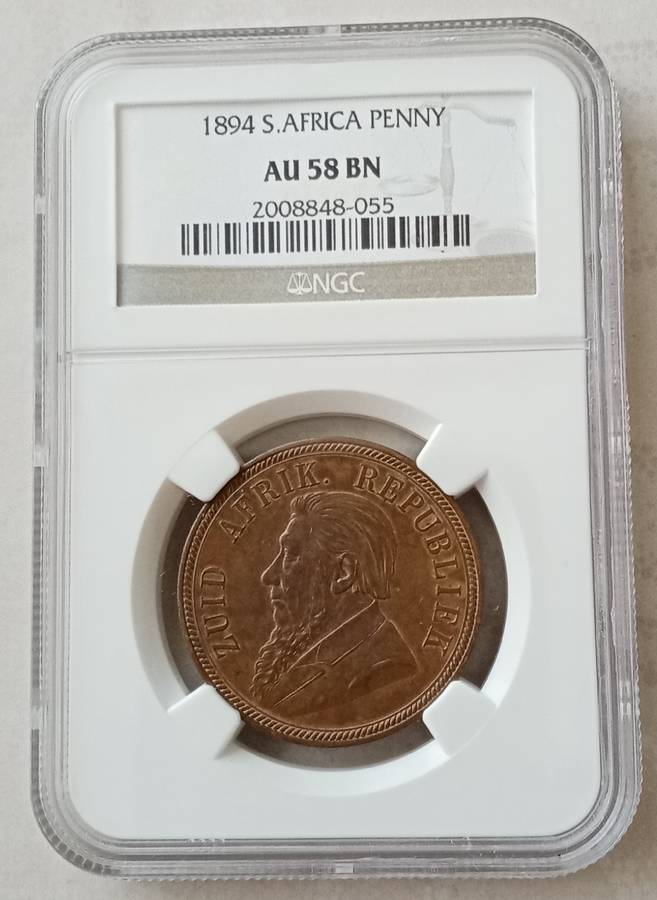 1894 S.AFRICA PENNY
AU 58 BN
2008848-055
NGC
ZUID AFRIK. REPUBLIEK